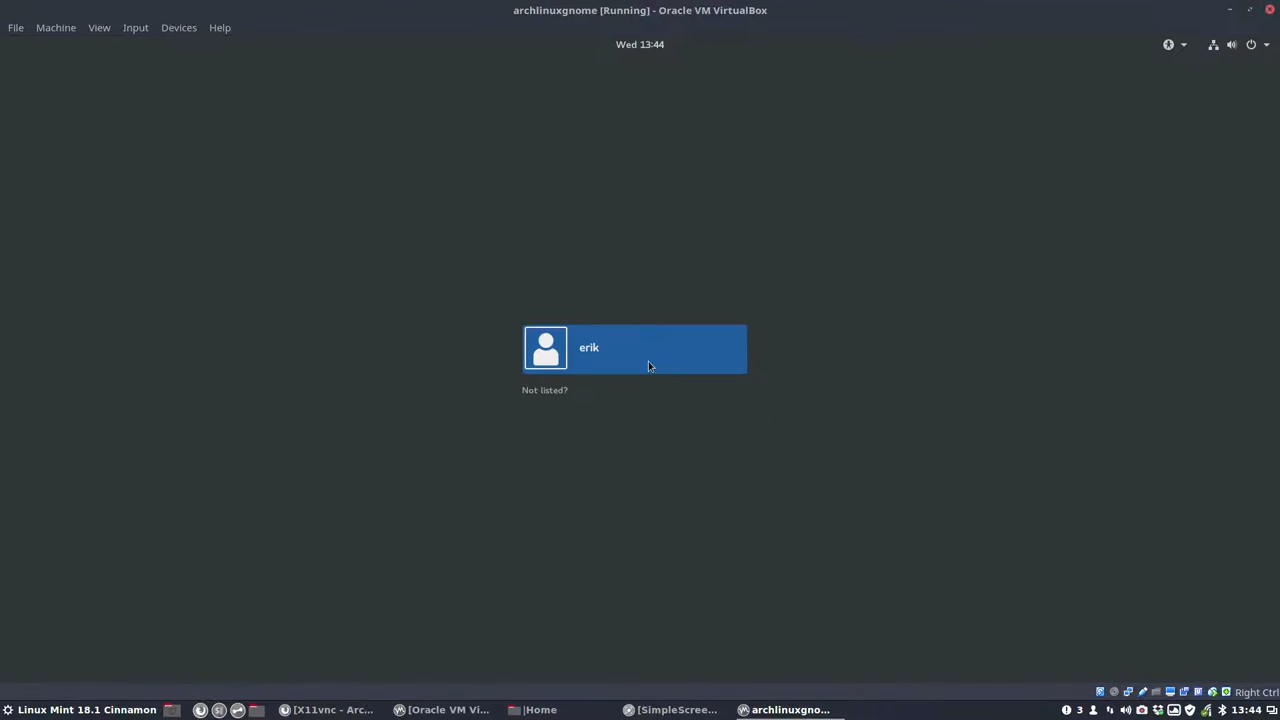 archlinuxgnome [Running] - Oracle VM VirtualBox
File Machine View Input Devices Help
Wed 13:44
erik
Not listed?
Right Ctrl
Linux Mint 18.1 Cinnamon [X11vnc - Arc... [Oracle VM Vi... |Home [SimpleScree... archlinuxgno... 3 13:44